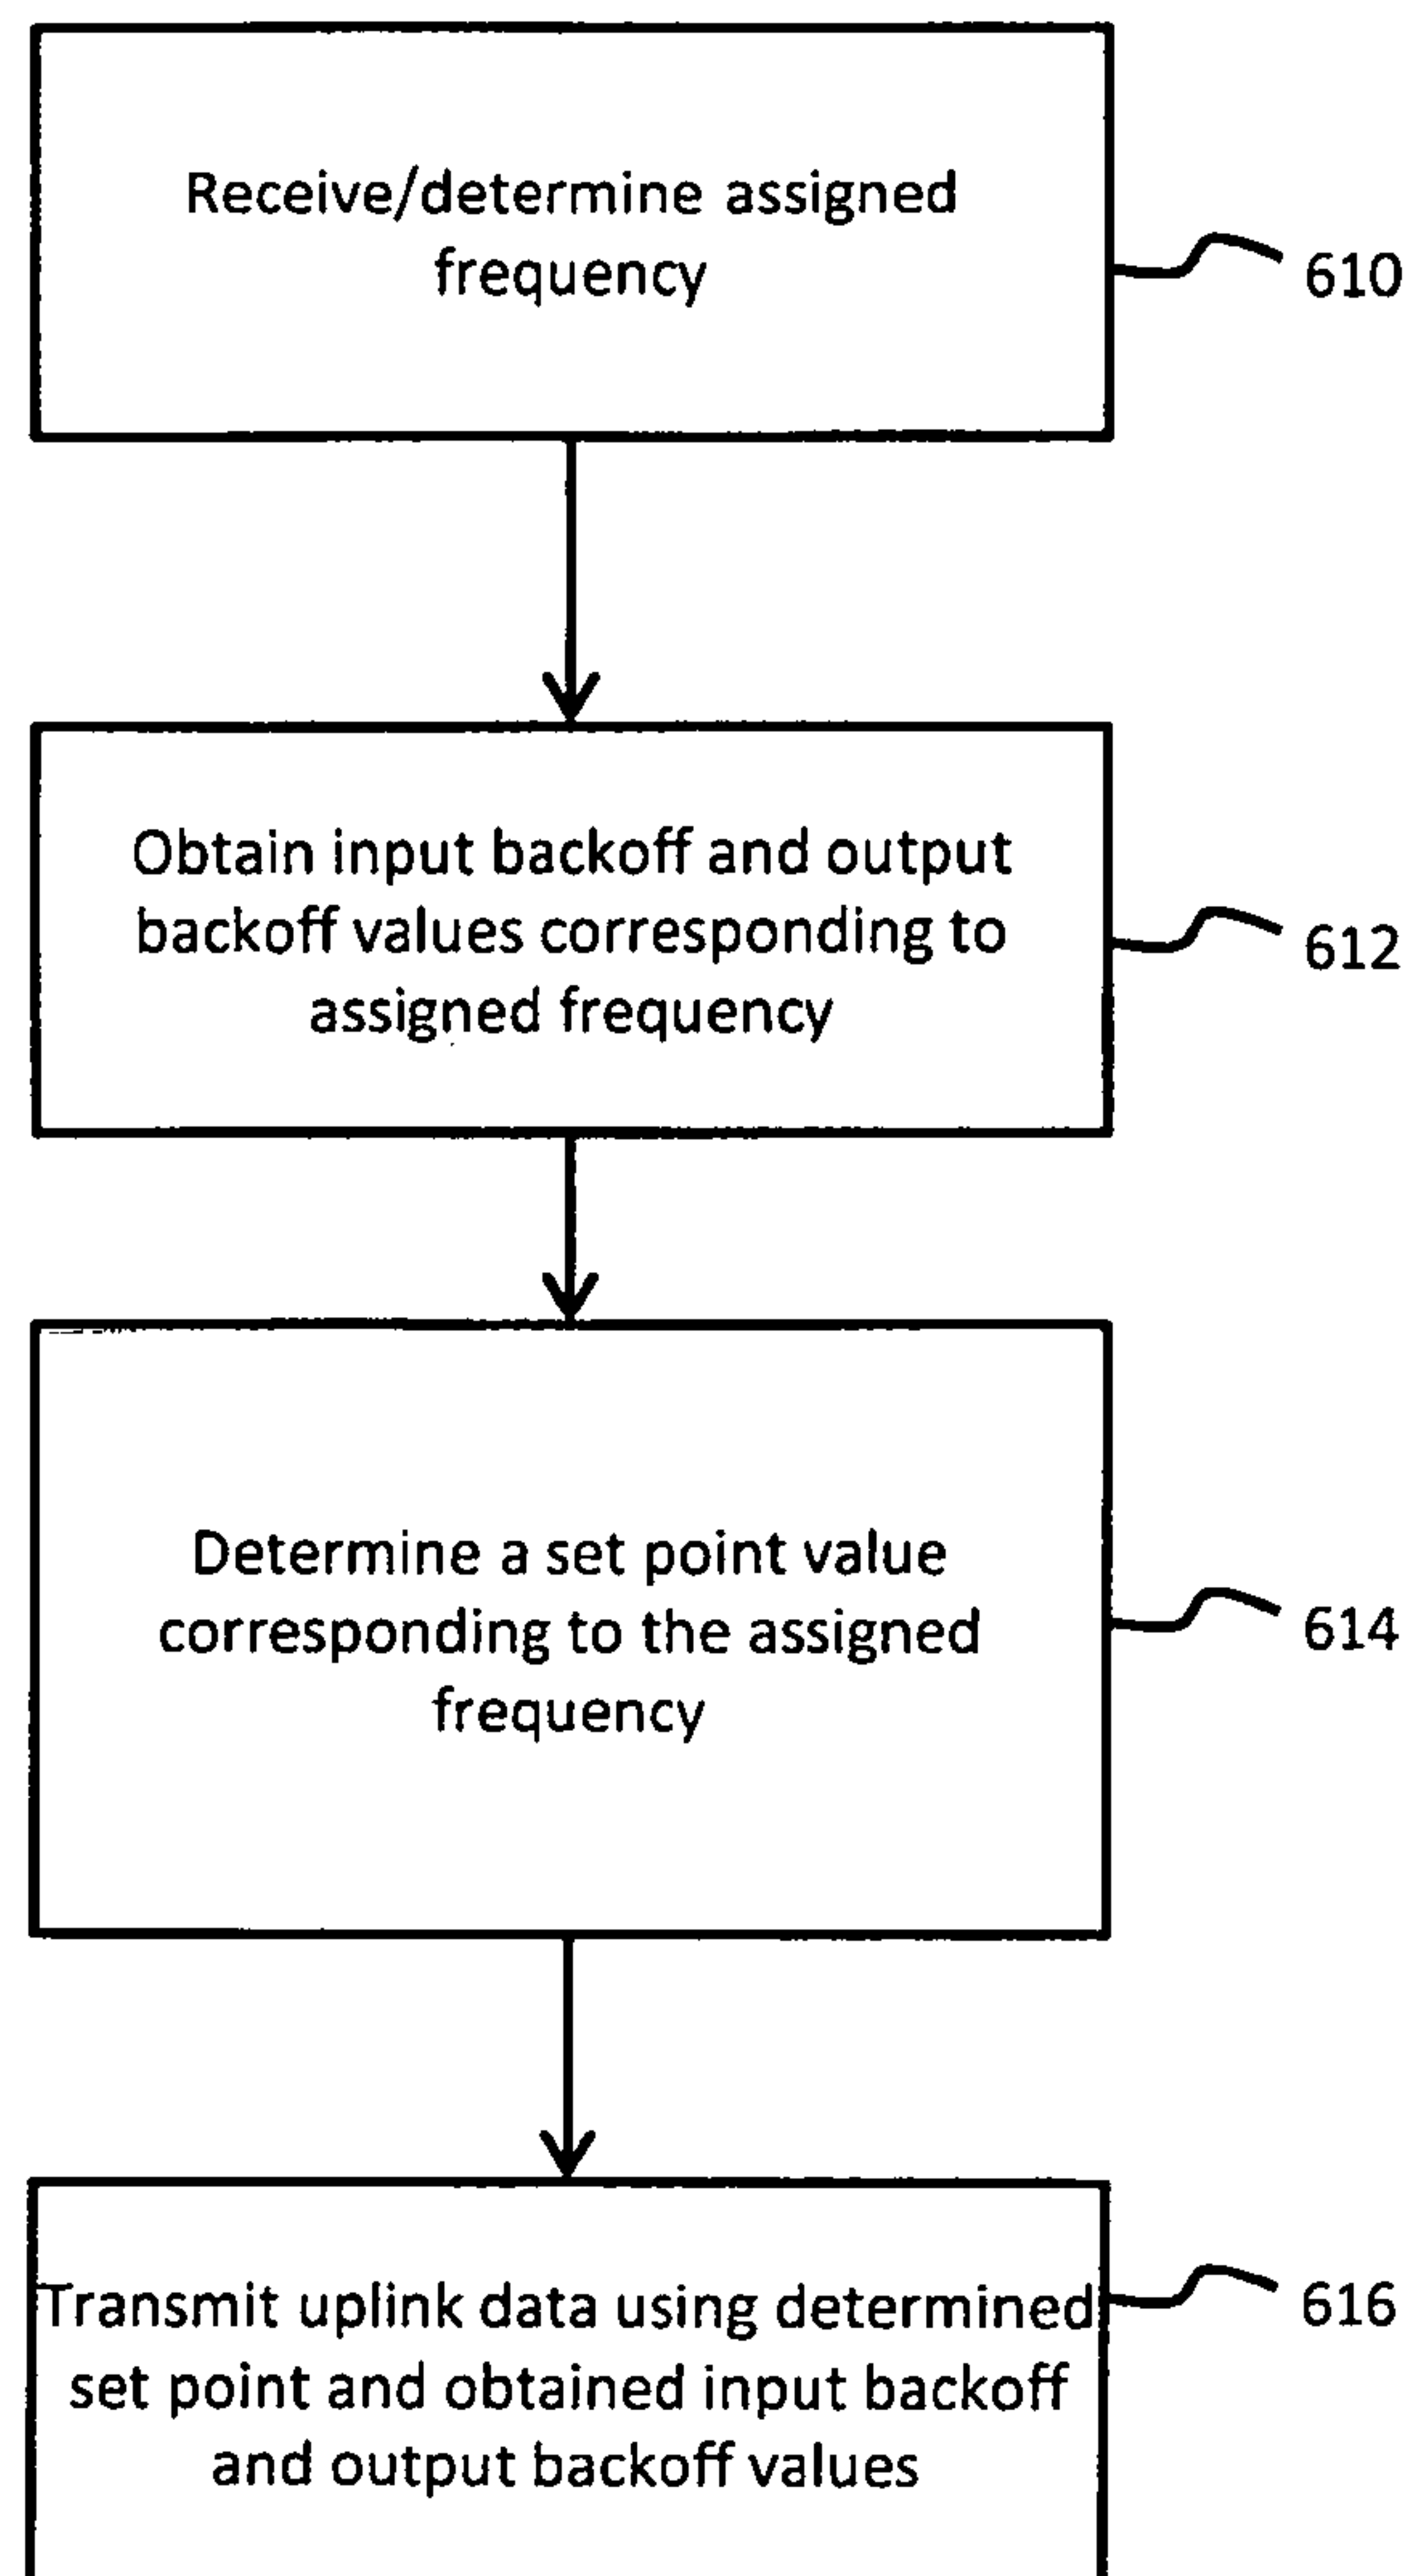 Receive/determine assigned
frequency
610
Obtain input backoff and output
backoff values corresponding to
assigned frequency
612
Determine a set point value
corresponding to the assigned
frequency
614
Transmit uplink data using determined
set point and obtained input backoff
and output backoff values
616